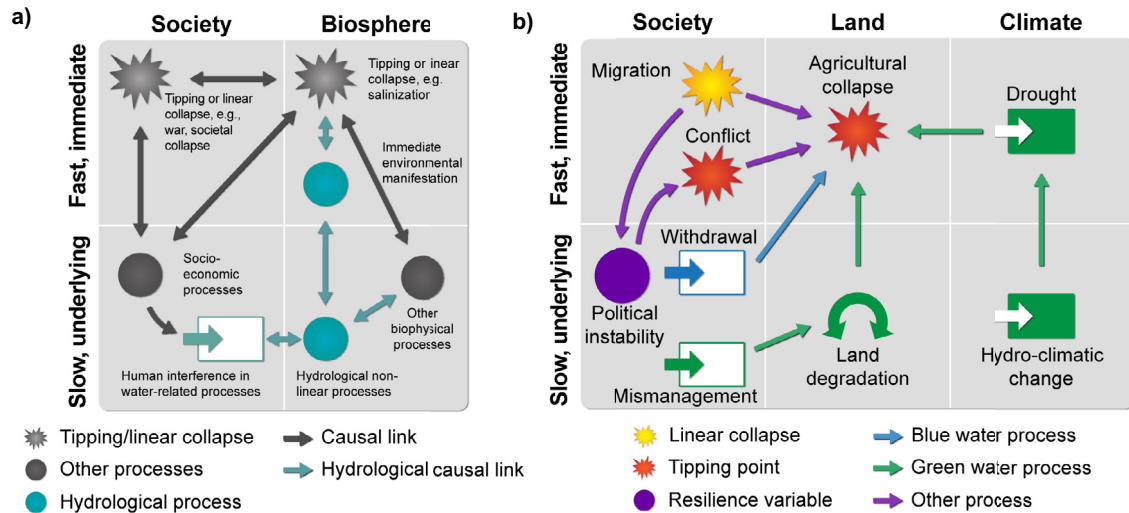 a)
Society
Biosphere
Fast, immediate
Slow, underlying
Tipping or linear
collapse, e.g.,
war, societal
collapse
Tipping or inear
collapse, e.g.
salinizatior
Immediate
environmental
manifestation
Socio-
economic
processes
Other
biophysical
processes
Human interference in
water-related processes
Hydrological non-
linear processes
Tipping/linear collapse
Other processes
Hydrological process
Causal link
Hydrological causal link
b)
Society
Land
Climate
Fast, immediate
Slow, underlying
Migration
Conflict
Agricultural
collapse
Drought
Withdrawal
Political
instability
Mismanagement
Land
degradation
Hydro-climatic
change
Linear collapse
Tipping point
Resilience variable
Blue water process
Green water process
Other process